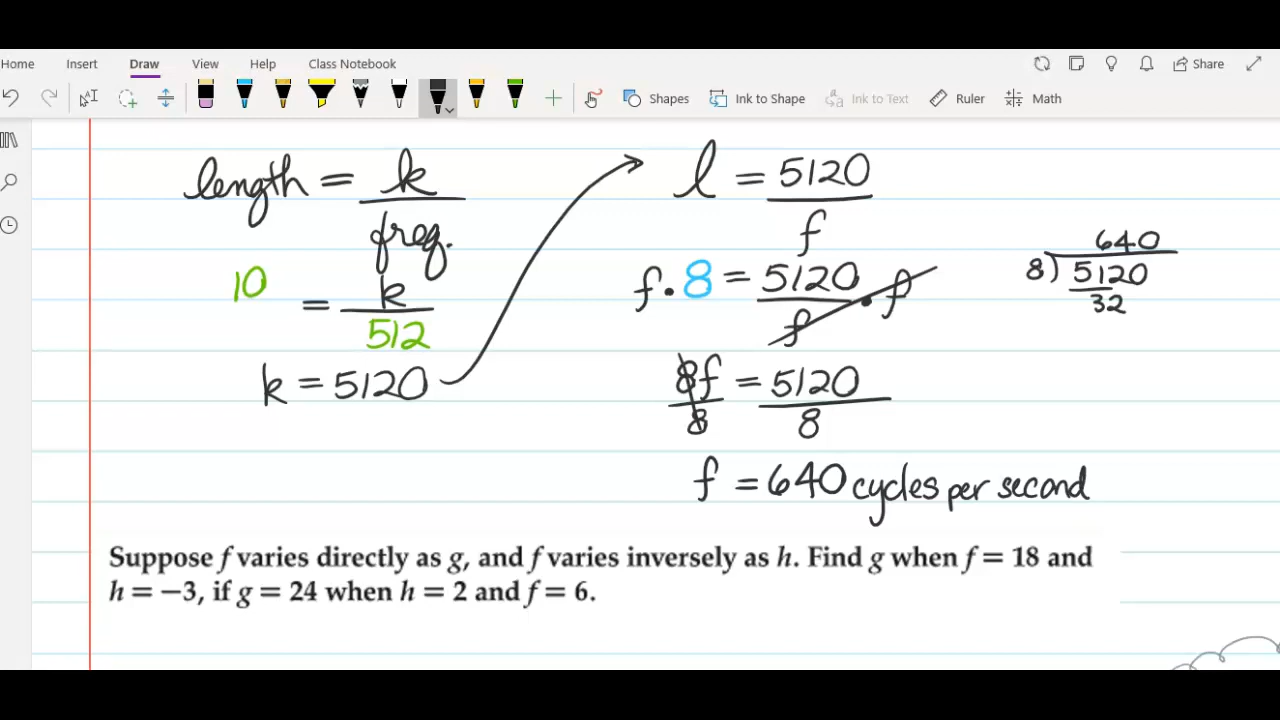 Home Insert Draw View Help Class Notebook Share
Shapes Ink to Shape Ink to Text Ruler Math
length = k / freq.
10 = k / 512
k = 5120
l = 5120 / f
f · 8 = 5120 / f · f
8f / 8 = 5120 / 8
f = 640 cycles per second
640
8 ) 5120
32
Suppose f varies directly as g, and f varies inversely as h. Find g when f = 18 and
h = −3, if g = 24 when h = 2 and f = 6.